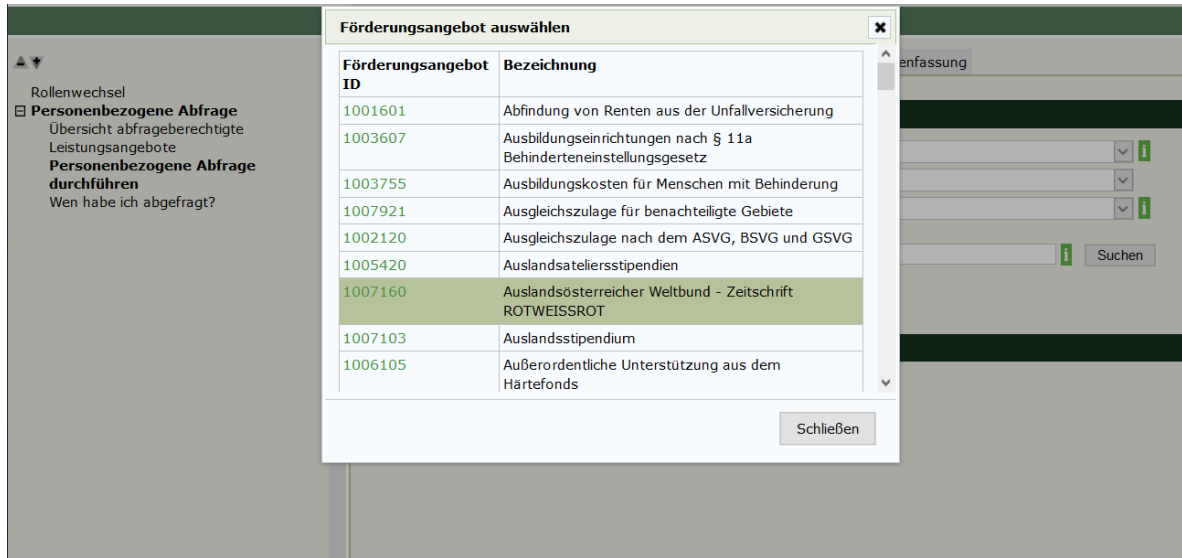 Förderungsangebot auswählen
Förderungsangebot Bezeichnung
ID
1001601 Abfindung von Renten aus der Unfallversicherung
1003607 Ausbildungseinrichtungen nach § 11a
Behinderteneinstellungsgesetz
1003755 Ausbildungskosten für Menschen mit Behinderung
1007921 Ausgleichszulage für benachteiligte Gebiete
1002120 Ausgleichszulage nach dem ASVG, BSVG und GSVG
1005420 Auslandsateliersstipendien
1007160 Auslandsösterreicher Weltbund - Zeitschrift
ROTWEISSROT
1007103 Auslandsstipendium
1006105 Außerordentliche Unterstützung aus dem
Härtefonds
Schließen
Rollenwechsel
Personenbezogene Abfrage
Übersicht abfrageberechtigte
Leistungsangebote
Personenbezogene Abfrage
durchführen
Wen habe ich abgefragt?
enfassung
i
i
i Suchen